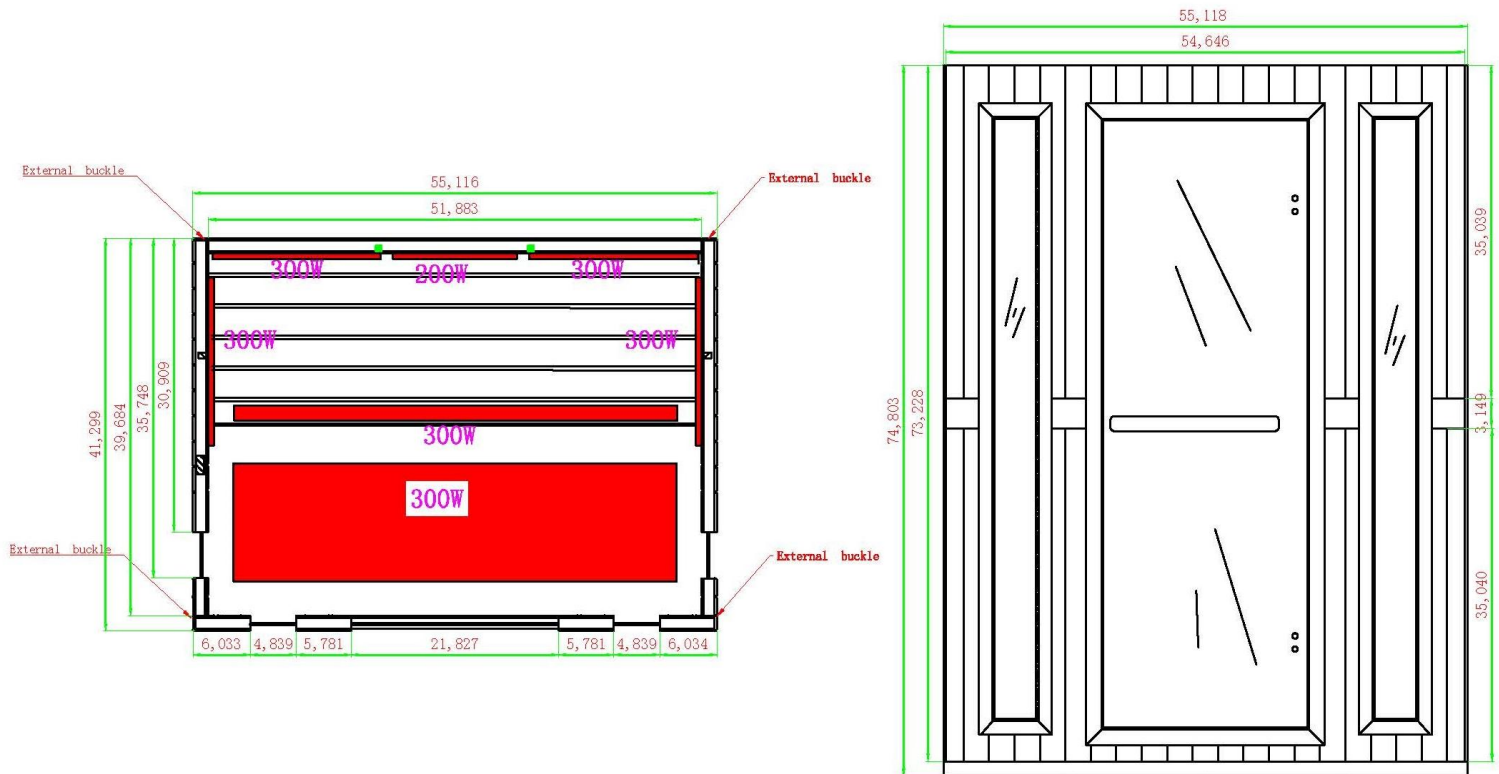 55,118
54,646
External buckle
55,116
External buckle
51,883
300W
200W
300W
300W
300W
41,299
39,684
35,748
30,909
300W
300W
External buckle
External buckle
6,033
4,839
5,781
21,827
5,781
4,839
6,034
74,803
73,228
35,039
3,149
35,040